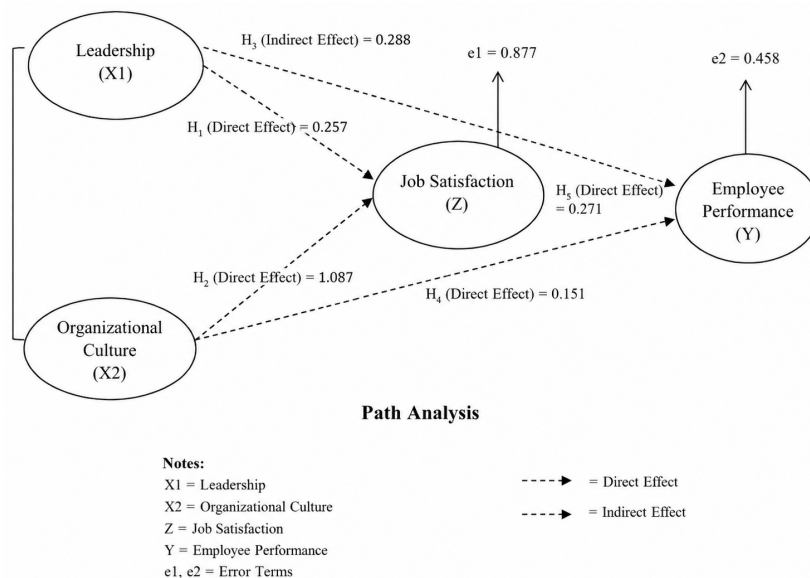 Leadership
(X1)
H₃ (Indirect Effect) = 0.288
e1 = 0.877
e2 = 0.458
H₁ (Direct Effect) = 0.257
Job Satisfaction
(Z)
H₅ (Direct Effect)
= 0.271
Employee
Performance
(Y)
H₂ (Direct Effect) = 1.087
H₄ (Direct Effect) = 0.151
Organizational
Culture
(X2)
Path Analysis
Notes:
X1 = Leadership
X2 = Organizational Culture
Z = Job Satisfaction
Y = Employee Performance
e1, e2 = Error Terms
= Direct Effect
= Indirect Effect